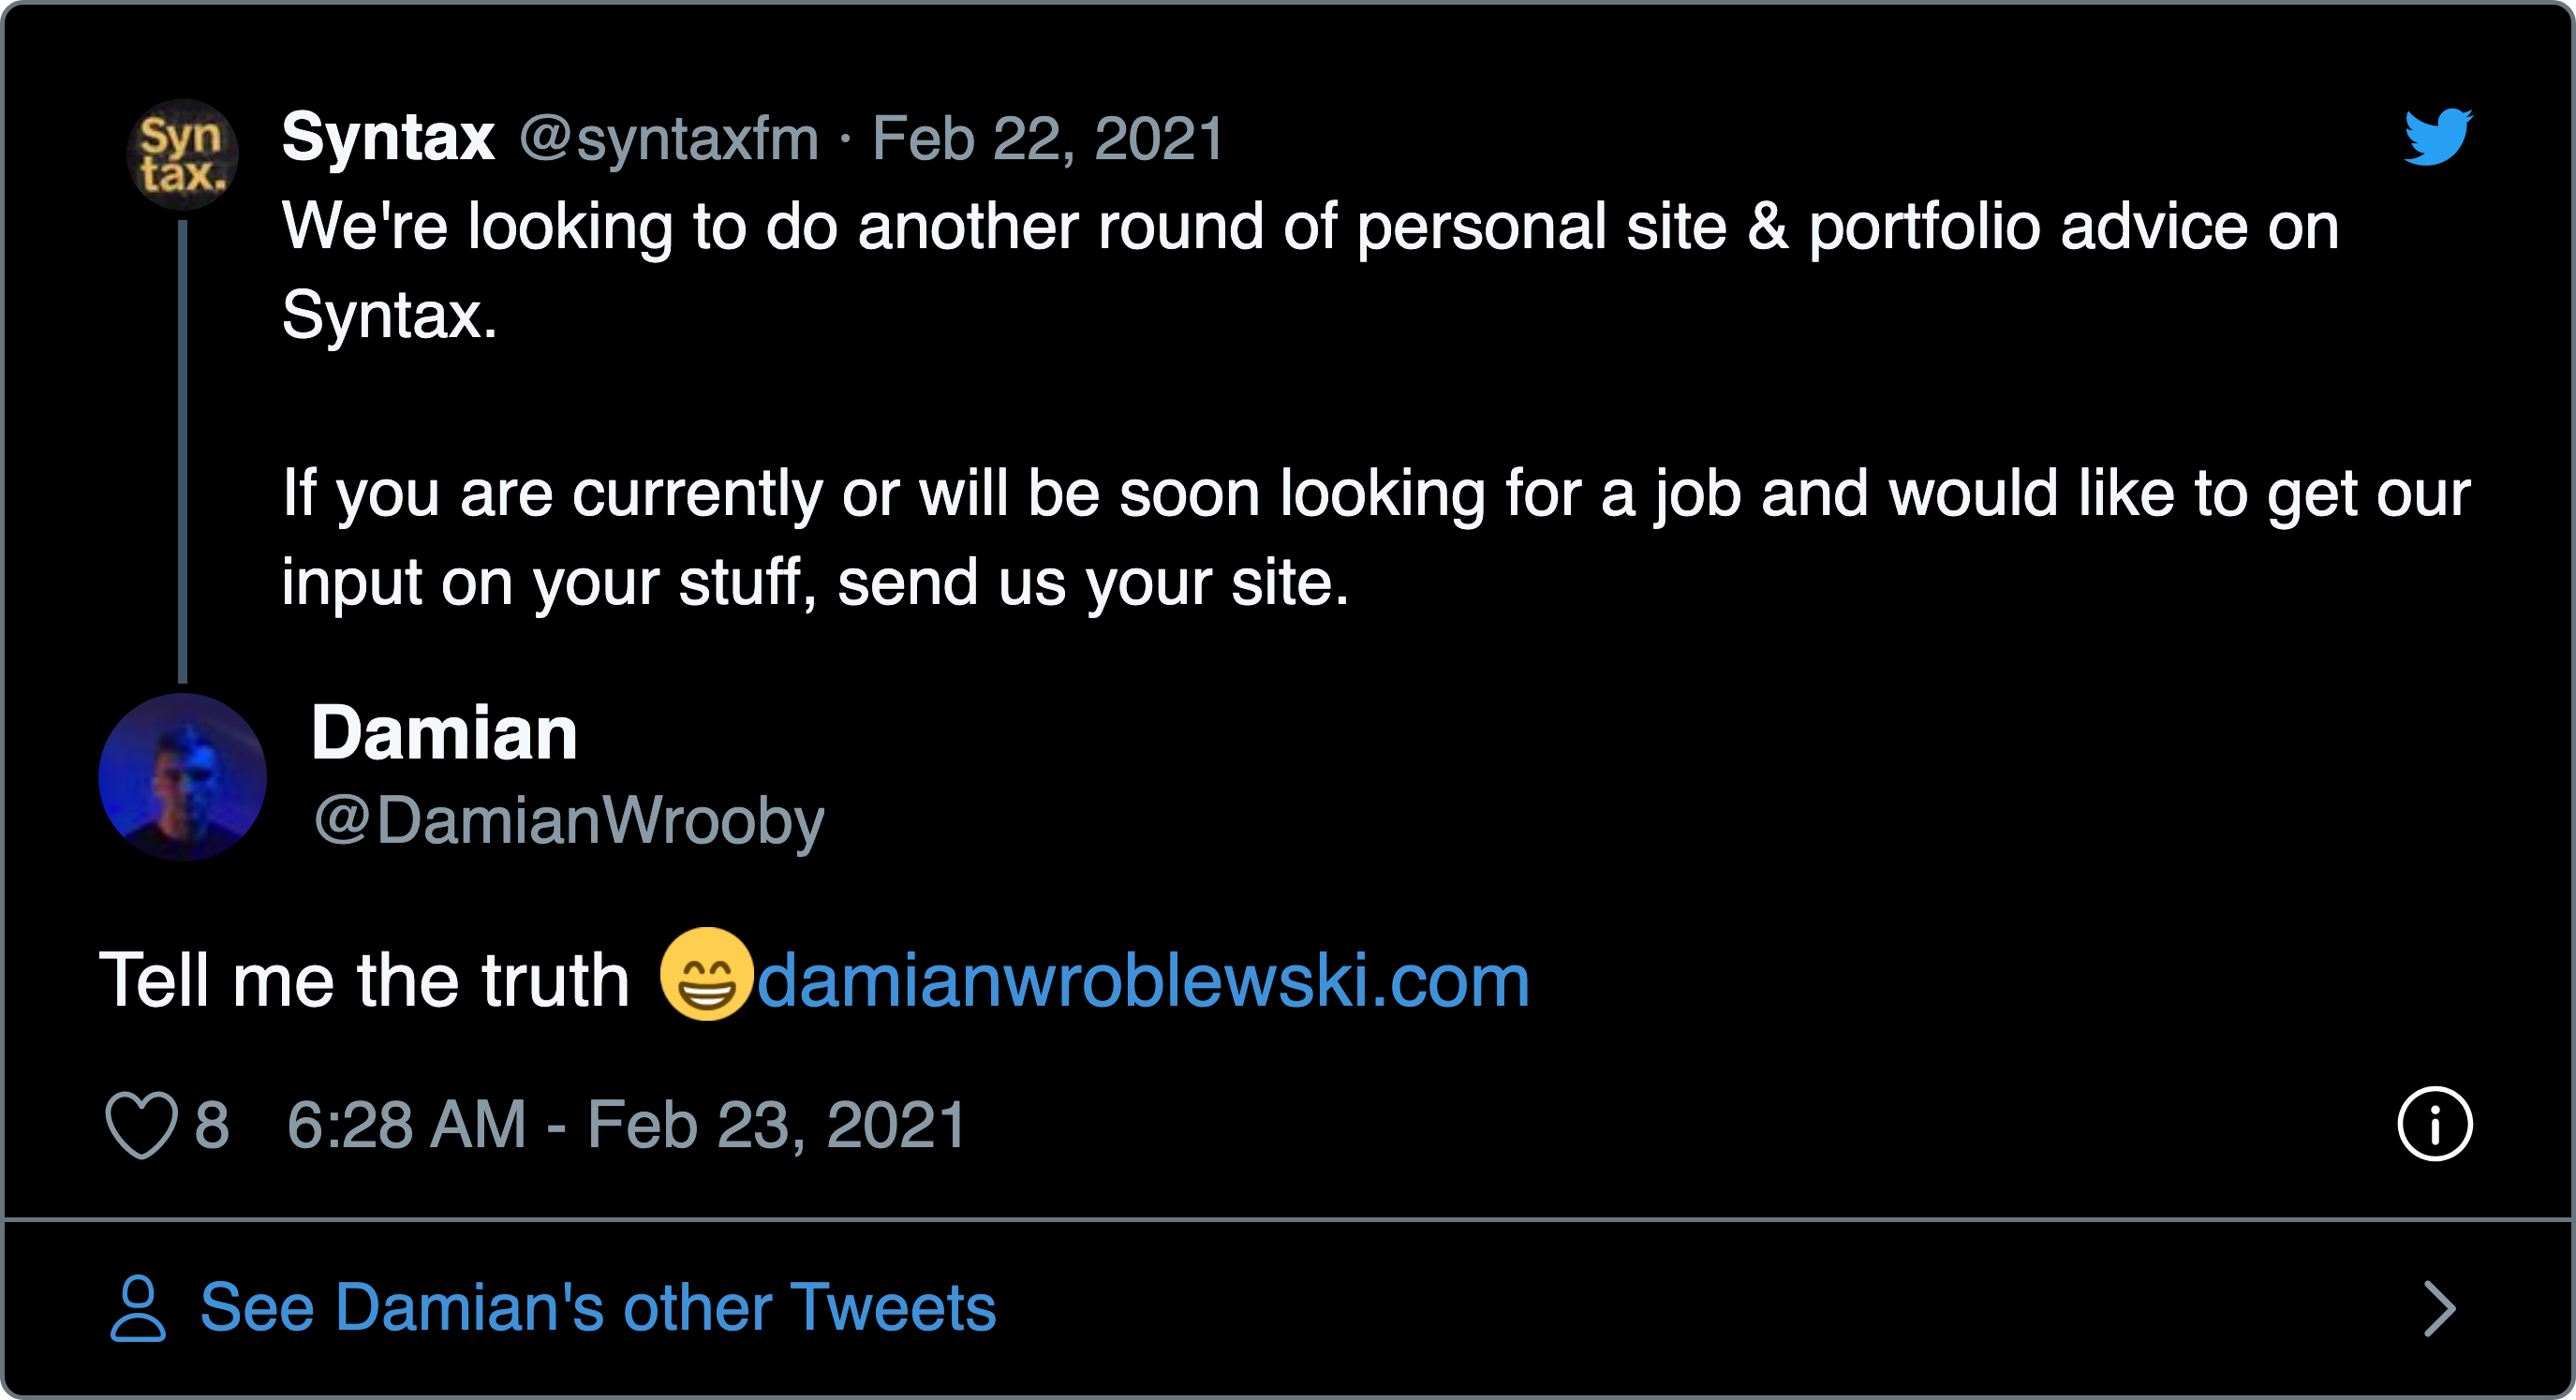 Syn
tax.
Syntax @syntaxfm · Feb 22, 2021
We're looking to do another round of personal site & portfolio advice on
Syntax.
If you are currently or will be soon looking for a job and would like to get our
input on your stuff, send us your site.
Damian
@DamianWrooby
Tell me the truth 😁damianwroblewski.com
8 6:28 AM - Feb 23, 2021
See Damian's other Tweets